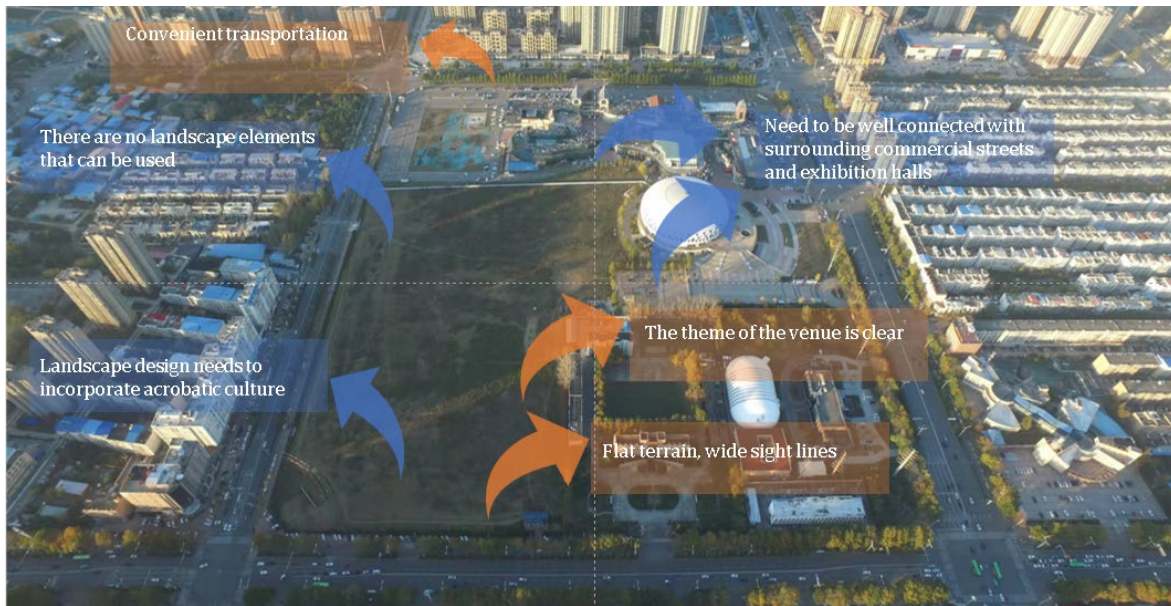 Convenient transportation
There are no landscape elements
that can be used
Need to be well connected with
surrounding commercial streets
and exhibition halls
The theme of the venue is clear
Landscape design needs to
incorporate acrobatic culture
Flat terrain, wide sight lines